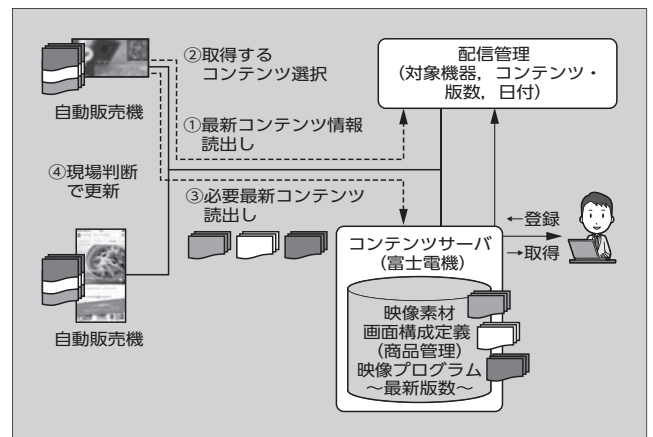 ②取得する
コンテンツ選択
配信管理
(対象機器，コンテンツ・
版数，日付)
自動販売機
①最新コンテンツ情報
読出し
④現場判断
で更新
③必要最新コンテンツ
読出し
←登録
→取得
コンテンツサーバ
(富士電機)
映像素材
画面構成定義
(商品管理)
映像プログラム
～最新版数～
自動販売機